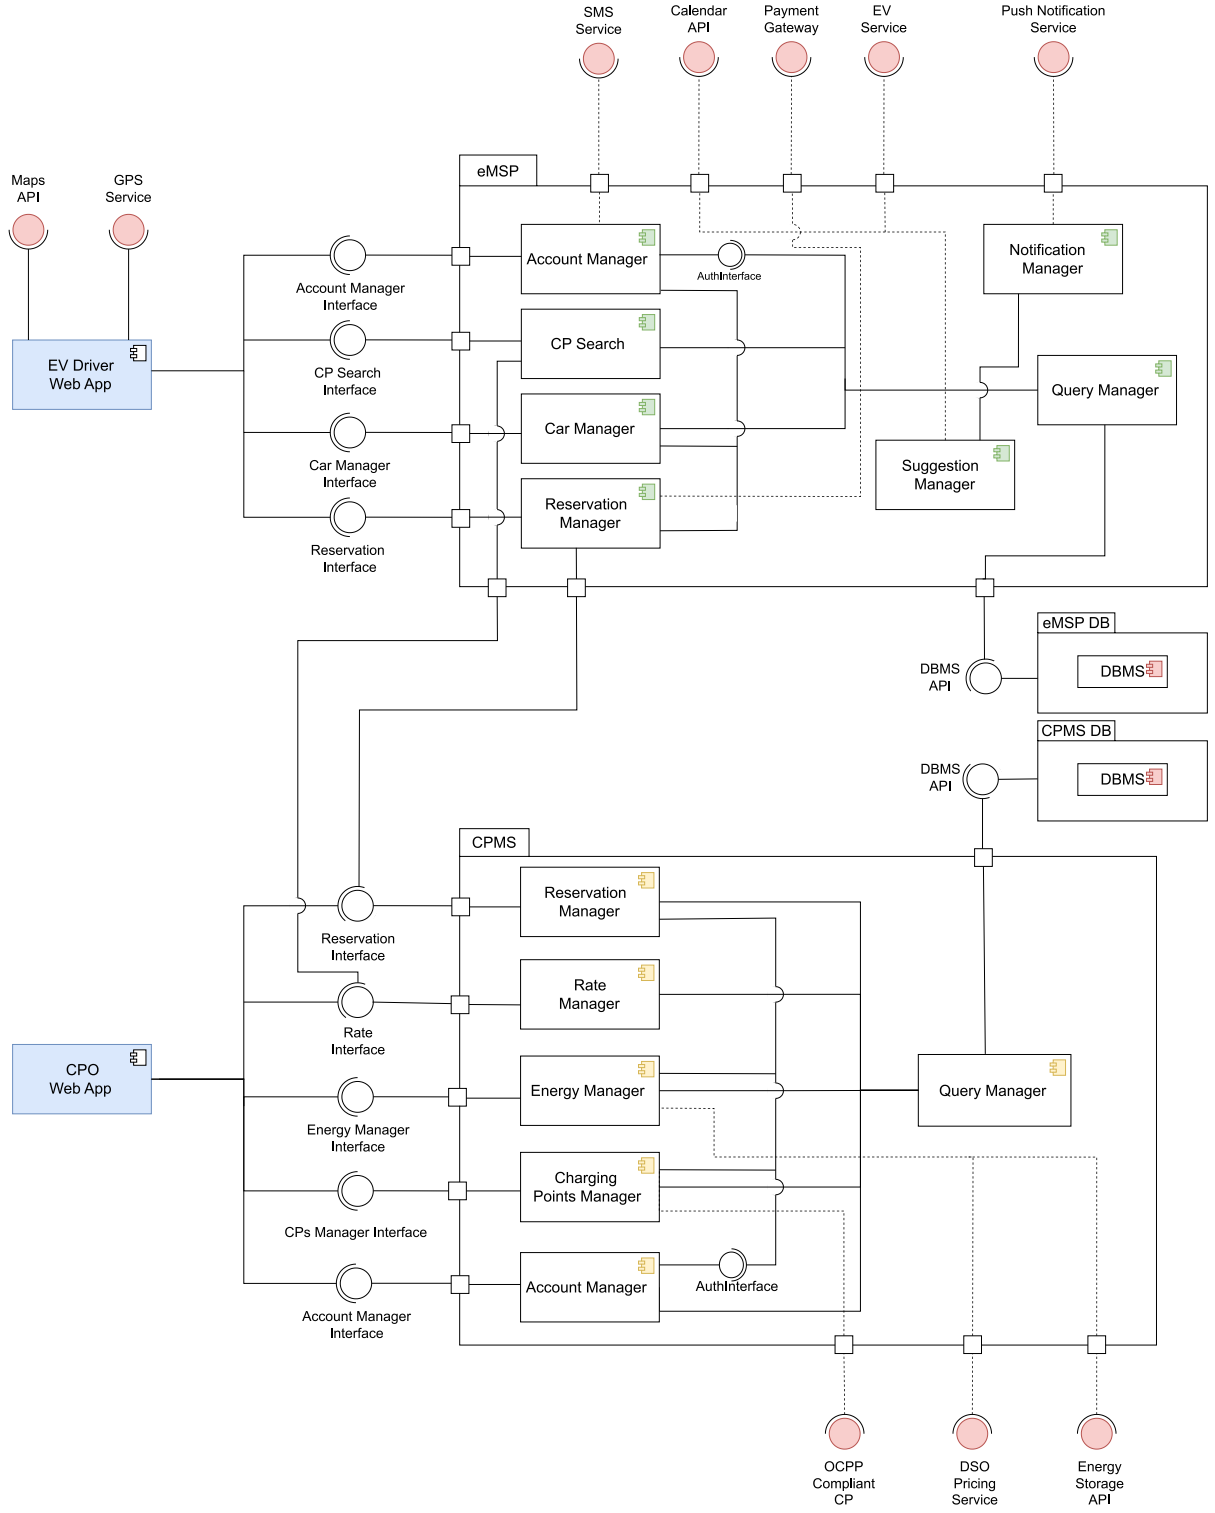 SMS
Service
Calendar
API
Payment
Gateway
EV
Service
Push Notification
Service
Maps
API
GPS
Service
eMSP
Account Manager
AuthInterface
Notification
Manager
Account Manager
Interface
CP Search
EV Driver
Web App
CP Search
Interface
Query Manager
Car Manager
Car Manager
Interface
Suggestion
Manager
Reservation
Manager
Reservation
Interface
eMSP DB
DBMS
API
DBMS
CPMS DB
DBMS
API
DBMS
CPMS
Reservation
Manager
Reservation
Interface
Rate
Manager
Rate
Interface
CPO
Web App
Energy Manager
Query Manager
Energy Manager
Interface
Charging
Points Manager
CPs Manager Interface
Account Manager
AuthInterface
Account Manager
Interface
OCPP
Compliant
CP
DSO
Pricing
Service
Energy
Storage
API